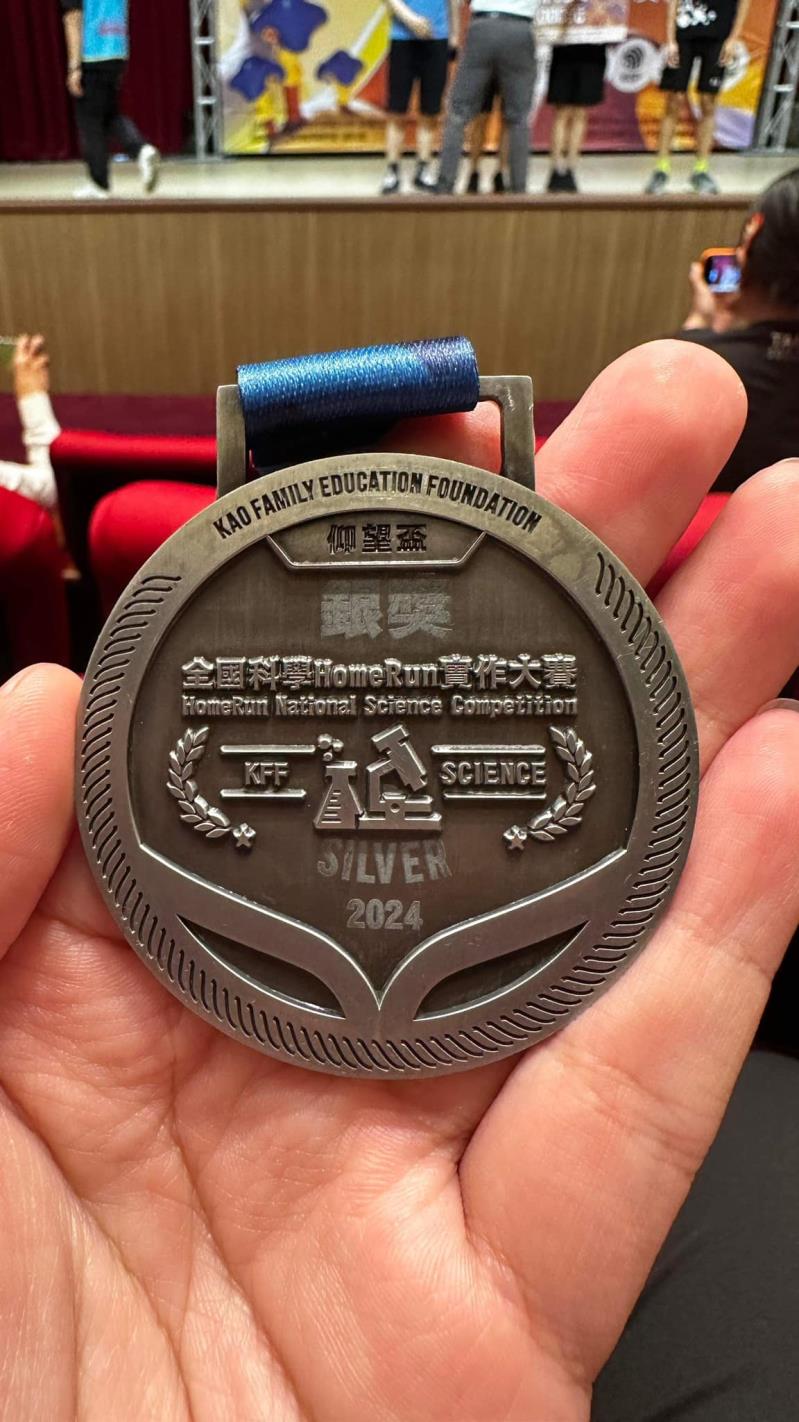 KAO FAMILY EDUCATION FOUNDATION
仰望盃
銀獎
全國科學HomeRun實作大賽
HomeRun National Science Competition
KFF
SCIENCE
SILVER
2024